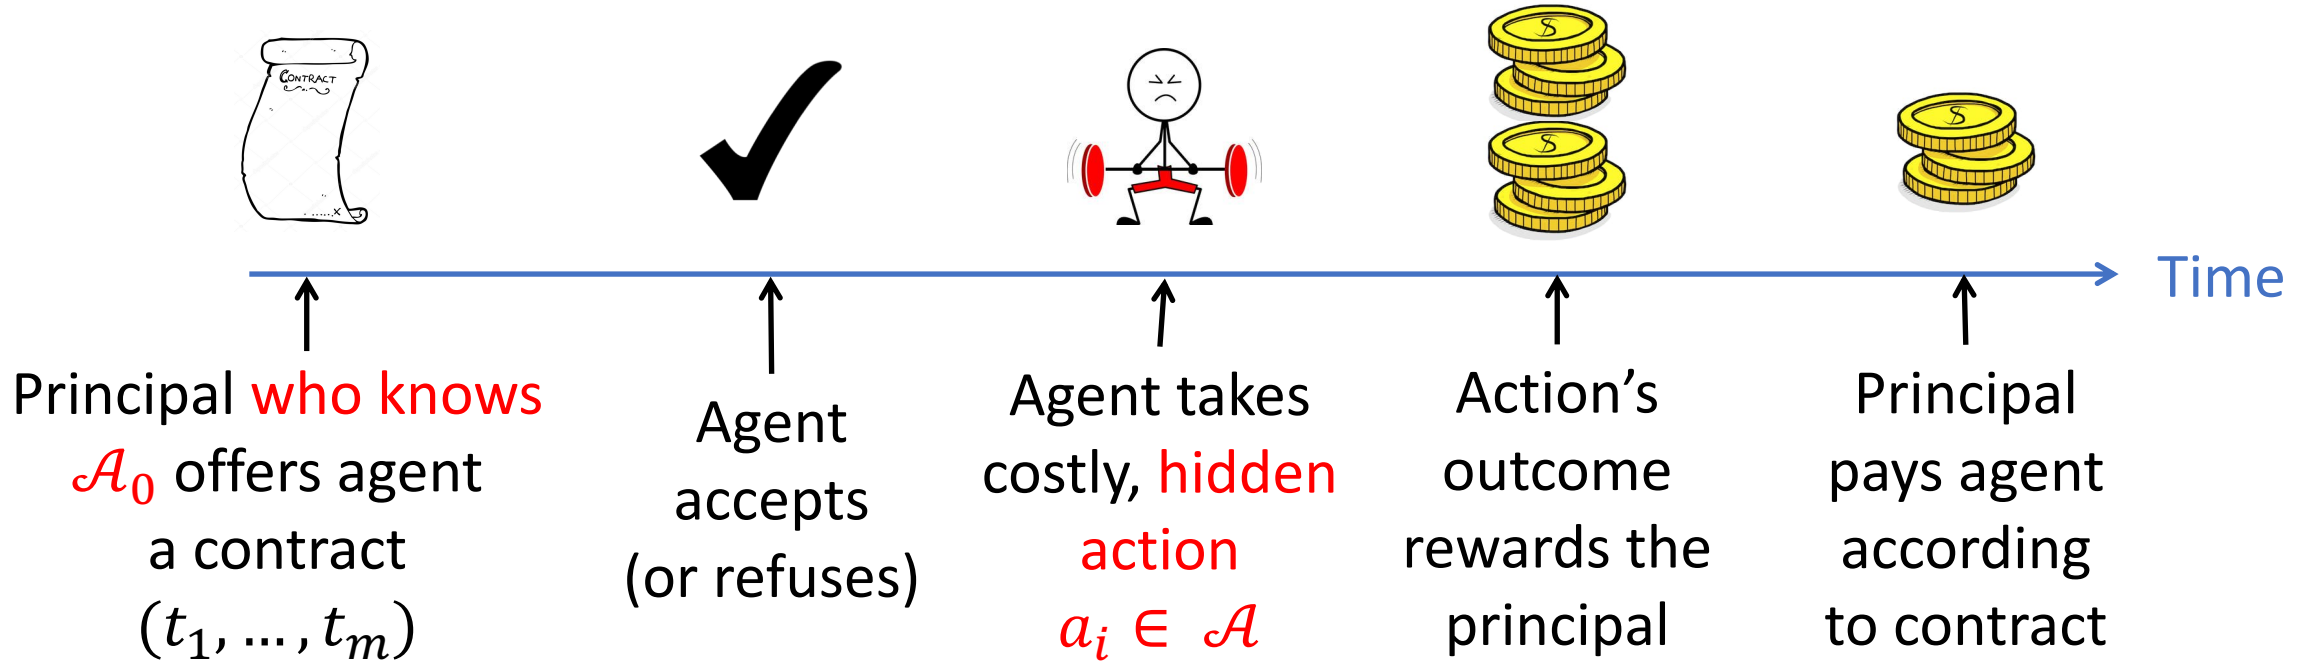 CONTRACT
x
$
$
$
Time
Principal who knows
𝒜₀ offers agent
a contract
(t₁, … , tₘ)
Agent
accepts
(or refuses)
Agent takes
costly, hidden
action
aᵢ ∈ 𝒜
Action’s
outcome
rewards the
principal
Principal
pays agent
according
to contract